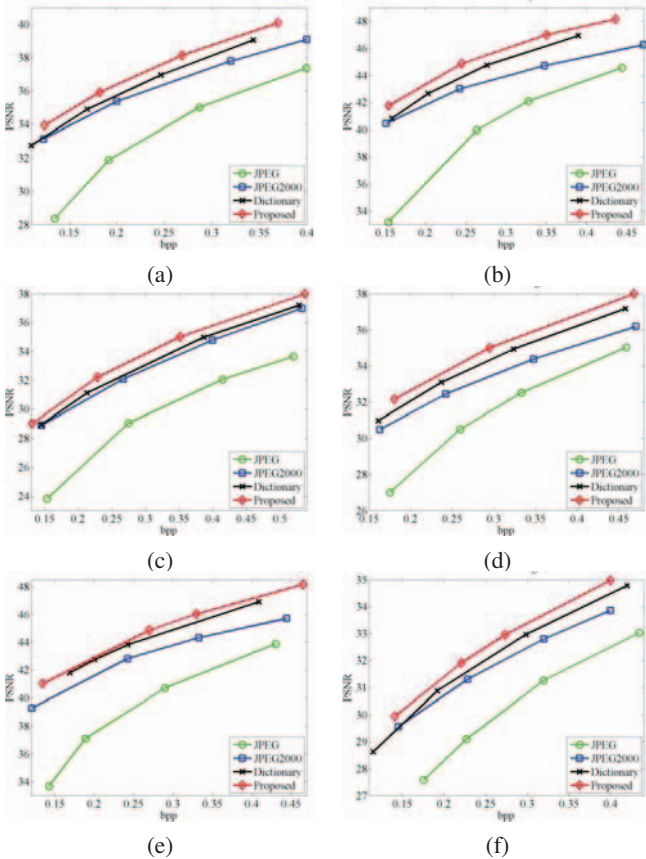 40
36
32
28
PSNR
0.15 0.2 0.25 0.3 0.35 0.4
bpp
JPEG
JPEG2000
Dictionary
Proposed
(a)
48
46
44
42
40
38
36
34
PSNR
0.15 0.2 0.25 0.3 0.35 0.4 0.45
bpp
JPEG
JPEG2000
Dictionary
Proposed
(b)
38
36
34
32
30
28
26
24
PSNR
0.15 0.2 0.25 0.3 0.35 0.4 0.45 0.5
bpp
JPEG
JPEG2000
Dictionary
Proposed
(c)
38
36
34
32
30
28
26
PSNR
0.15 0.2 0.25 0.3 0.35 0.4 0.45
bpp
JPEG
JPEG2000
Dictionary
Proposed
(d)
48
46
44
42
40
38
36
34
PSNR
0.15 0.2 0.25 0.3 0.35 0.4 0.45
bpp
JPEG
JPEG2000
Dictionary
Proposed
(e)
35
34
33
32
31
30
29
28
27
PSNR
0.15 0.2 0.25 0.3 0.35 0.4
bpp
JPEG
JPEG2000
Dictionary
Proposed
(f)